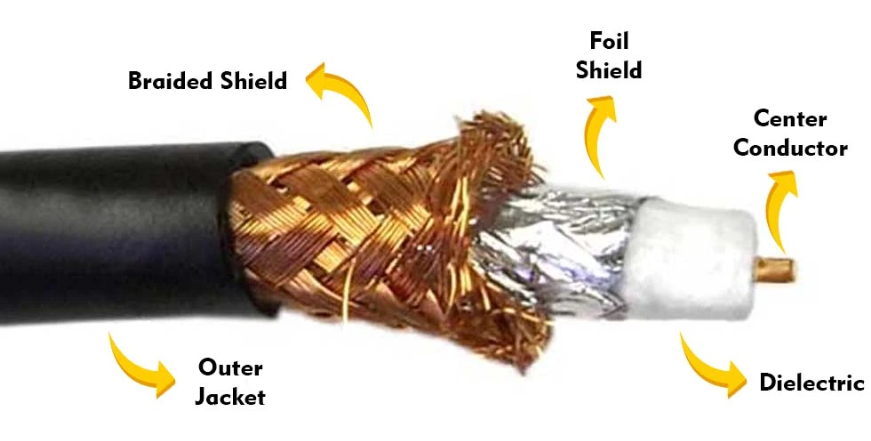 Foil
Shield
Braided Shield
Center
Conductor
Outer
Jacket
Dielectric